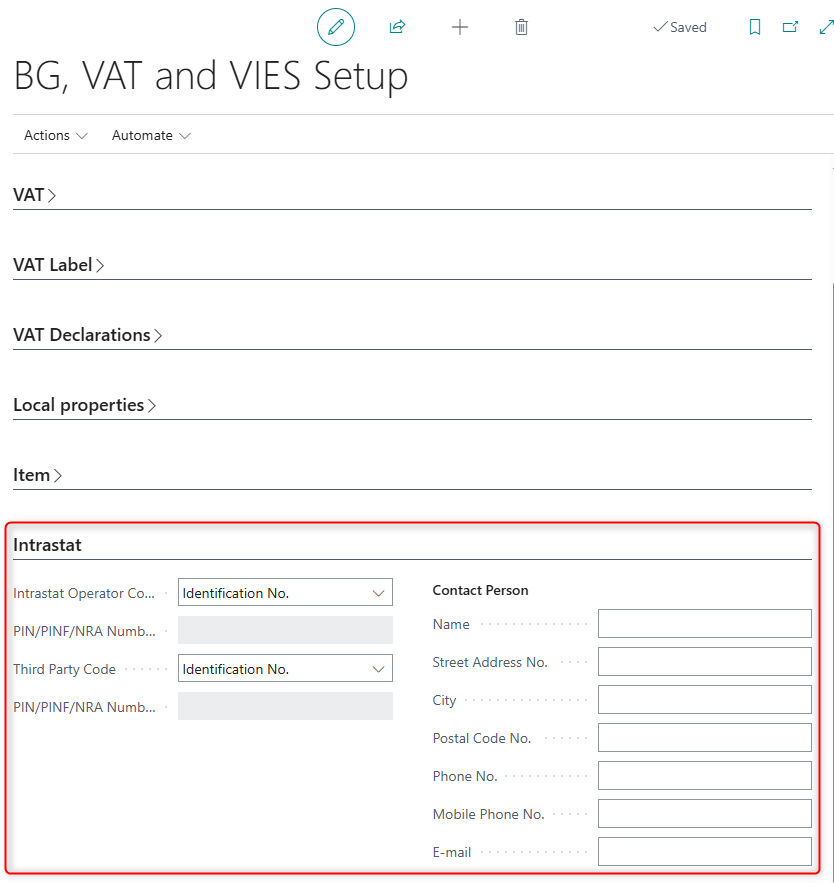 Saved
BG, VAT and VIES Setup
Actions
Automate
VAT
VAT Label
VAT Declarations
Local properties
Item
Intrastat
Intrastat Operator Co...
Identification No.
PIN/PINF/NRA Numb...
Third Party Code
Identification No.
PIN/PINF/NRA Numb...
Contact Person
Name
Street Address No.
City
Postal Code No.
Phone No.
Mobile Phone No.
E-mail